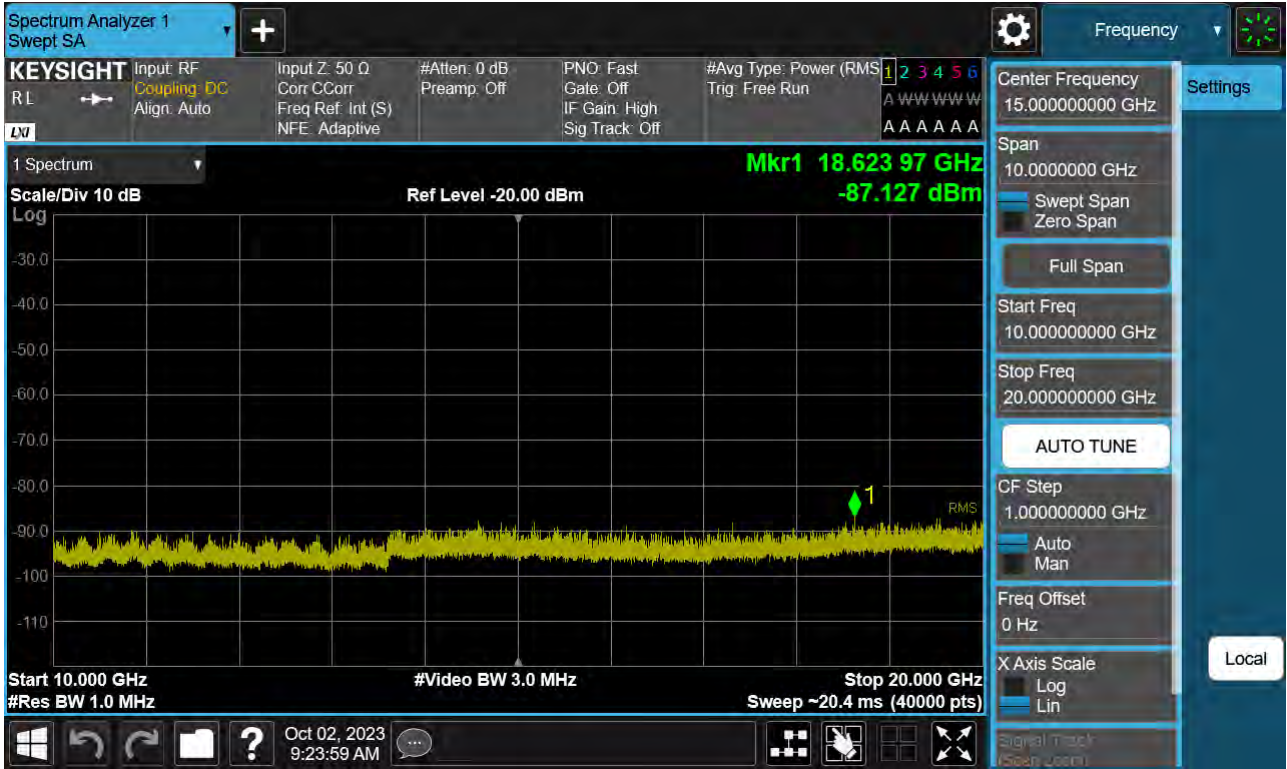 Spectrum Analyzer 1
Swept SA
Frequency
KEYSIGHT
R L
LXI
Input: RF
Coupling: DC
Align: Auto
Input Z: 50 Ω
Corr CCorr
Freq Ref: Int (S)
NFE: Adaptive
#Atten: 0 dB
Preamp: Off
PNO: Fast
Gate: Off
IF Gain: High
Sig Track: Off
#Avg Type: Power (RMS
Trig: Free Run
1 2 3 4 5 6
A W W W W W
A A A A A A
1 Spectrum
Scale/Div 10 dB
Log
Ref Level -20.00 dBm
Mkr1 18.623 97 GHz
-87.127 dBm
-30.0
-40.0
-50.0
-60.0
-70.0
-80.0
1
RMS
-90.0
-100
-110
Start 10.000 GHz
#Res BW 1.0 MHz
#Video BW 3.0 MHz
Stop 20.000 GHz
Sweep ~20.4 ms (40000 pts)
Oct 02, 2023
9:23:59 AM
Center Frequency
15.000000000 GHz
Span
10.0000000 GHz
Swept Span
Zero Span
Full Span
Start Freq
10.000000000 GHz
Stop Freq
20.000000000 GHz
AUTO TUNE
CF Step
1.000000000 GHz
Auto
Man
Freq Offset
0 Hz
X Axis Scale
Log
Lin
Signal Track
(Span Zoom)
Settings
Local